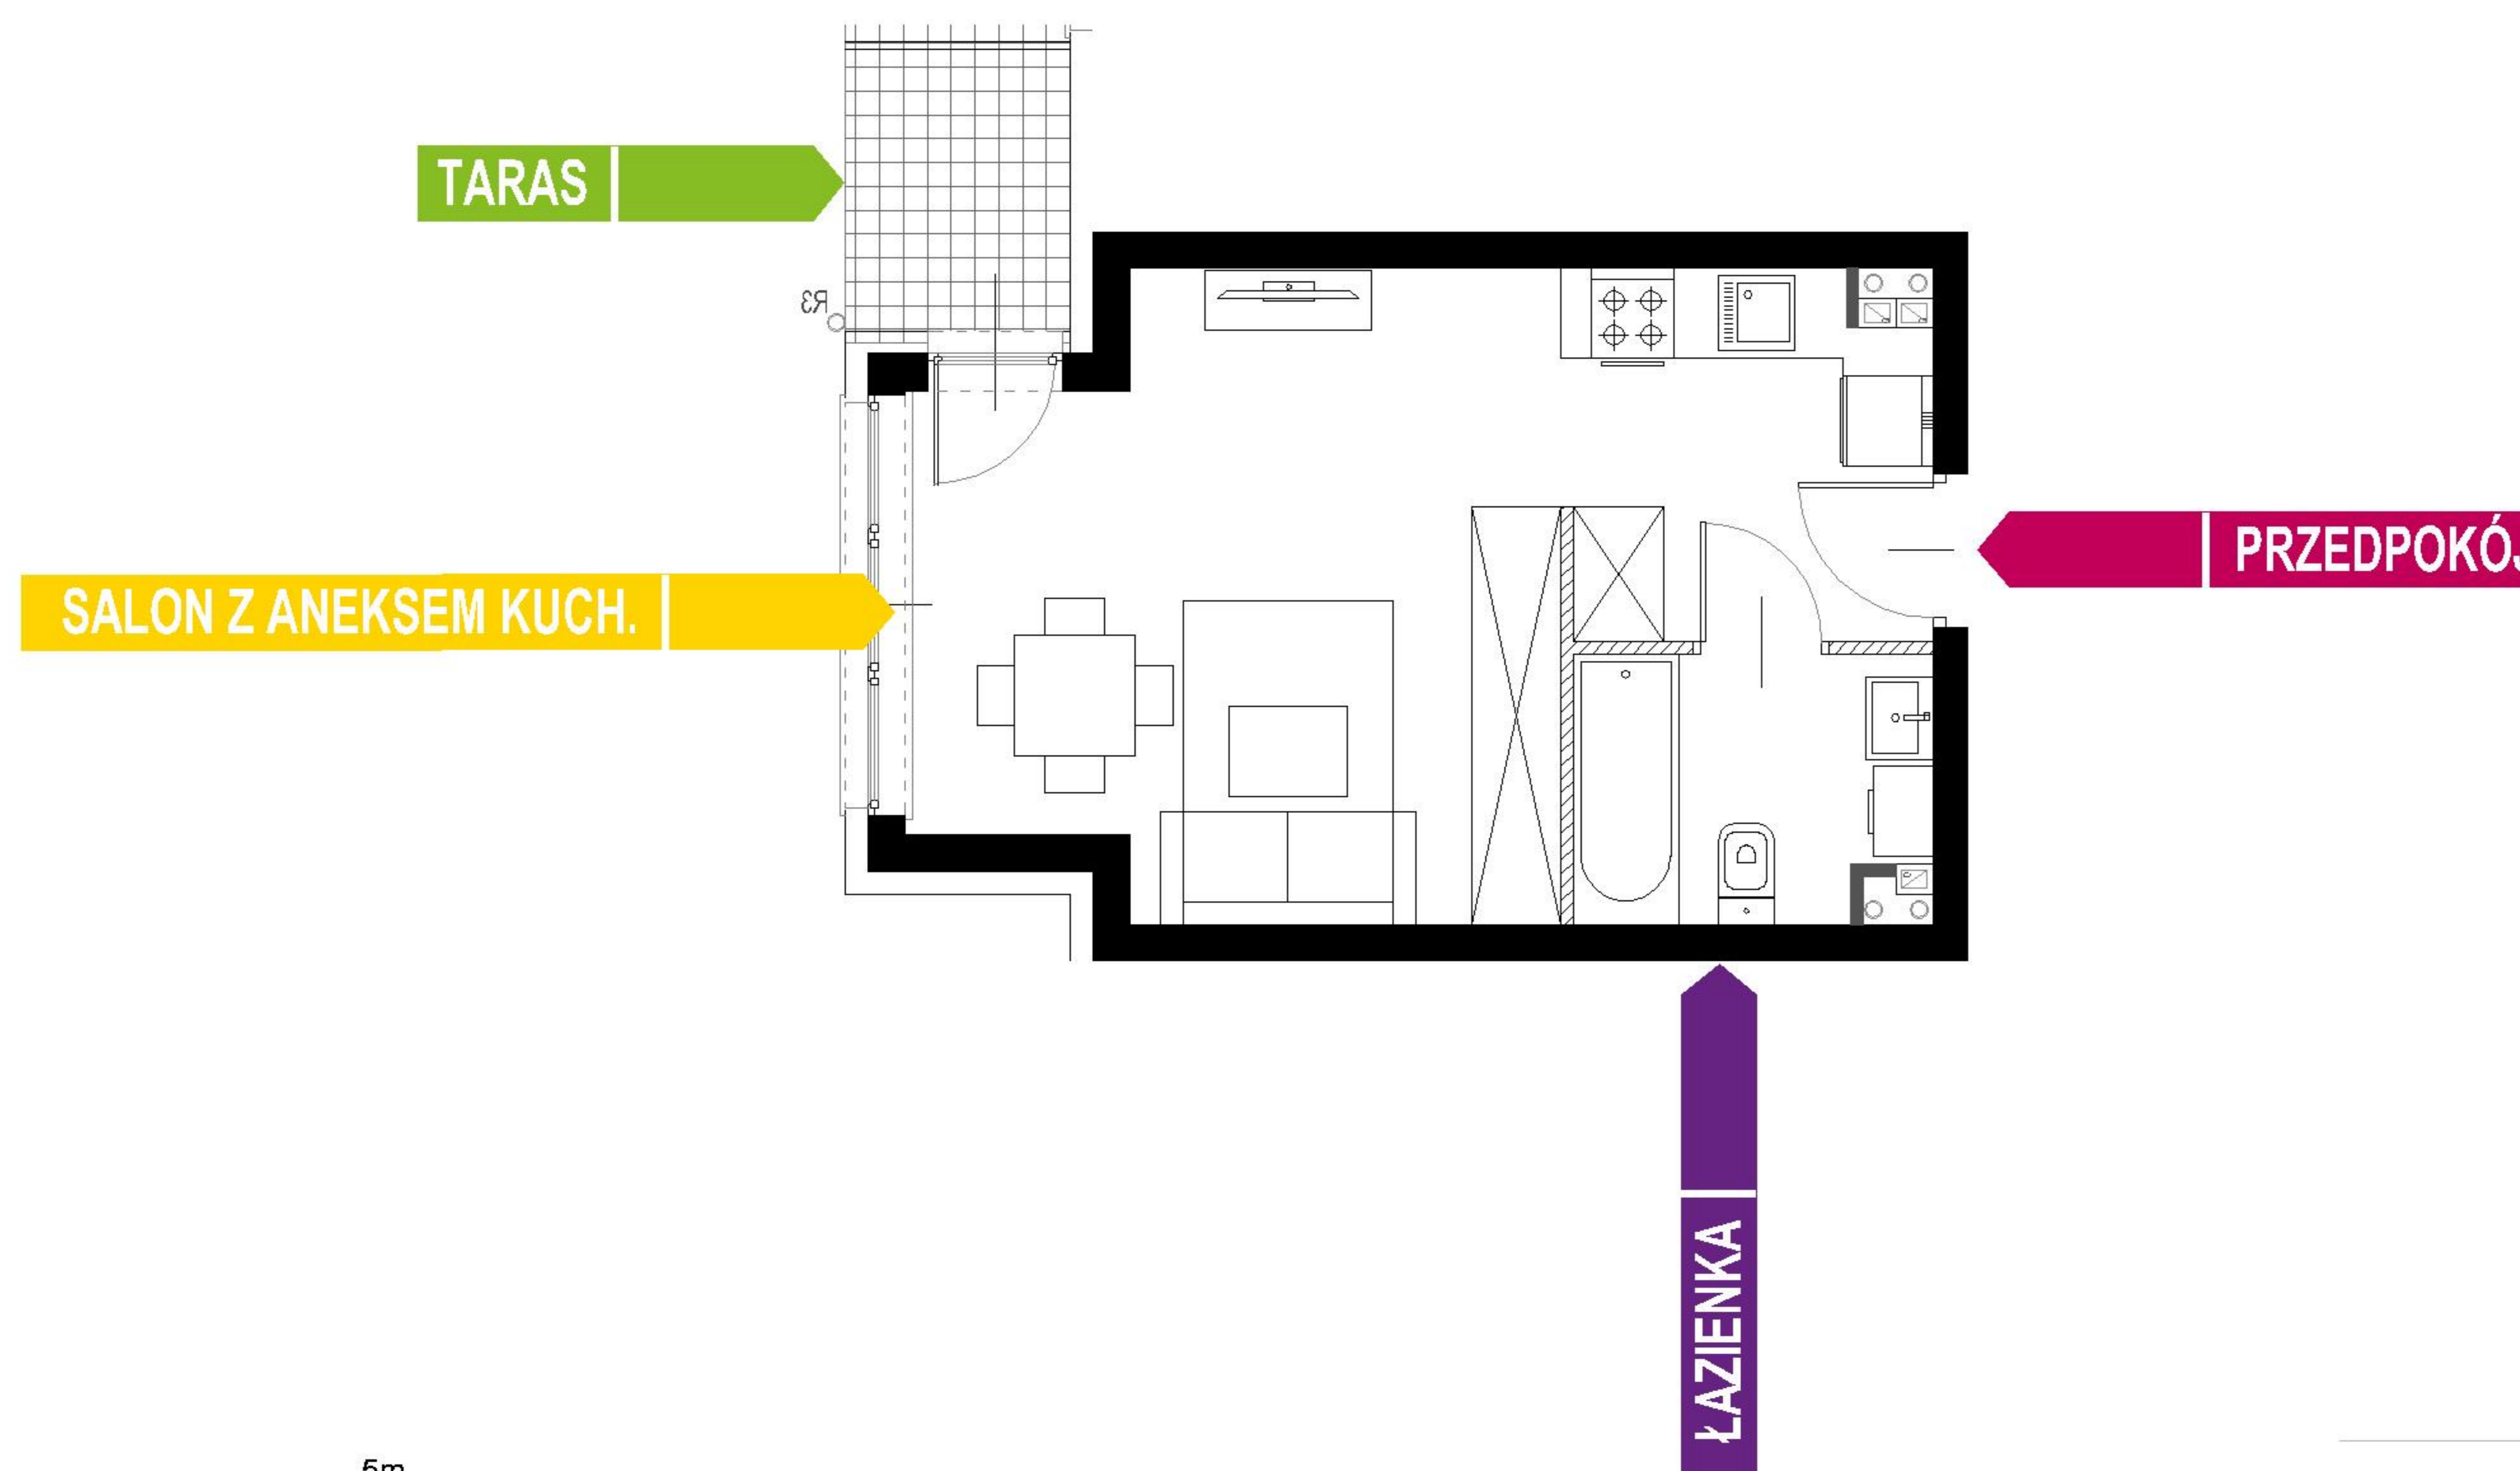 TARAS
R3
PRZEDPOKÓJ
SALON Z ANEKSEM KUCH.
ŁAZIENKA
5m